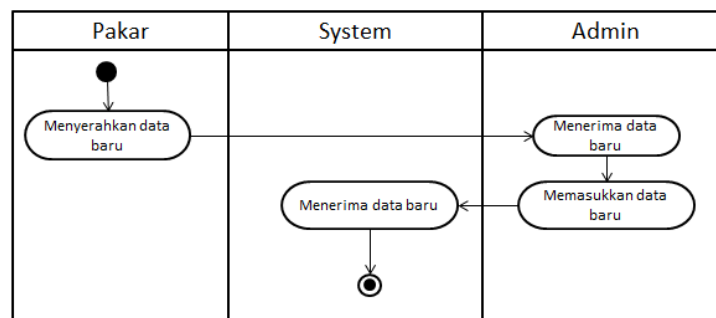 Pakar
System
Admin
Menyerahkan data
baru
Menerima data
baru
Memasukkan data
baru
Menerima data baru